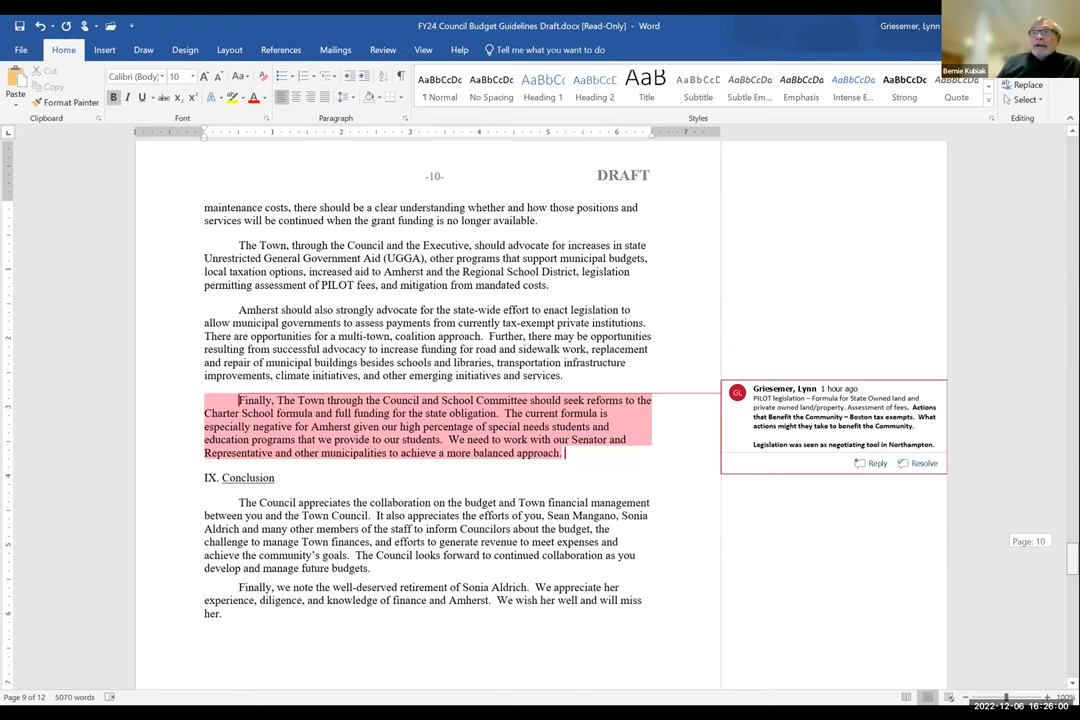 FY24 Council Budget Guidelines Draft.docx [Read-Only] - Word
Griesemer, Lynn
Bernie Kubiak
File Home Insert Draw Design Layout References Mailings Review View Help Tell me what you want to do
Paste
Cut
Copy
Format Painter
Clipboard
Calibri (Body) 10
Font
Paragraph
AaBbCcDc AaBbCcDc AaBbCc AaBbCcD AaB AaBbCcD AaBbCcDc AaBbCcDc AaBbCcDc AaBbCcDc AaBbCcDc
¶ Normal No Spacing Heading 1 Heading 2 Title Subtitle Subtle Em... Emphasis Intense E... Strong Quote
Styles
Replace
Select
Editing
-10-
DRAFT
maintenance costs, there should be a clear understanding whether and how those positions and
services will be continued when the grant funding is no longer available.
The Town, through the Council and the Executive, should advocate for increases in state
Unrestricted General Government Aid (UGGA), other programs that support municipal budgets,
local taxation options, increased aid to Amherst and the Regional School District, legislation
permitting assessment of PILOT fees, and mitigation from mandated costs.
Amherst should also strongly advocate for the state-wide effort to enact legislation to
allow municipal governments to assess payments from currently tax-exempt private institutions.
There are opportunities for a multi-town, coalition approach.  Further, there may be opportunities
resulting from successful advocacy to increase funding for road and sidewalk work, replacement
and repair of municipal buildings besides schools and libraries, transportation infrastructure
improvements, climate initiatives, and other emerging initiatives and services.
Finally, The Town through the Council and School Committee should seek reforms to the
Charter School formula and full funding for the state obligation.  The current formula is
especially negative for Amherst given our high percentage of special needs students and
education programs that we provide to our students.  We need to work with our Senator and
Representative and other municipalities to achieve a more balanced approach.
GL
Griesemer, Lynn 1 hour ago
PILOT legislation – Formula for State Owned land and
private owned land/property. Assessment of fees. Actions
that Benefit the Community – Boston tax exempts. What
actions might they take to benefit the Community.
Legislation was seen as negotiating tool in Northampton.
Reply Resolve
IX. Conclusion
The Council appreciates the collaboration on the budget and Town financial management
between you and the Town Council.  It also appreciates the efforts of you, Sean Mangano, Sonia
Aldrich and many other members of the staff to inform Councilors about the budget, the
challenge to manage Town finances, and efforts to generate revenue to meet expenses and
achieve the community's goals.  The Council looks forward to continued collaboration as you
develop and manage future budgets.
Finally, we note the well-deserved retirement of Sonia Aldrich.  We appreciate her
experience, diligence, and knowledge of finance and Amherst.  We wish her well and will miss
her.
Page: 10
Page 9 of 12 5070 words
100%
2022-12-06 16:26:00